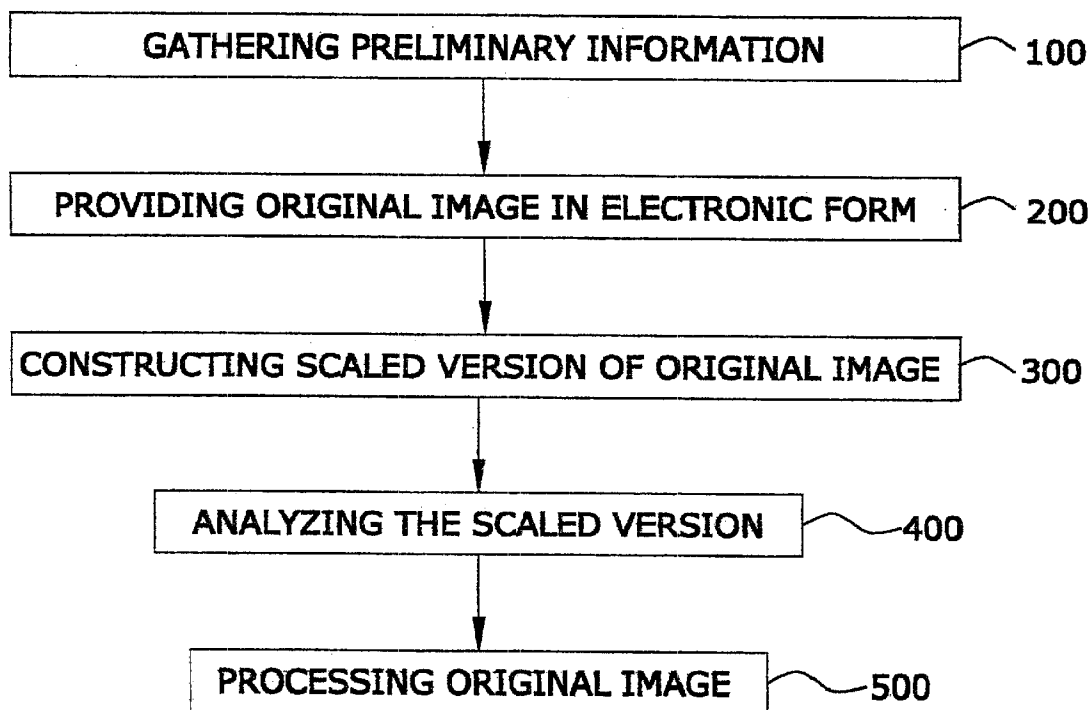 GATHERING PRELIMINARY INFORMATION 100
PROVIDING ORIGINAL IMAGE IN ELECTRONIC FORM 200
CONSTRUCTING SCALED VERSION OF ORIGINAL IMAGE 300
ANALYZING THE SCALED VERSION 400
PROCESSING ORIGINAL IMAGE 500